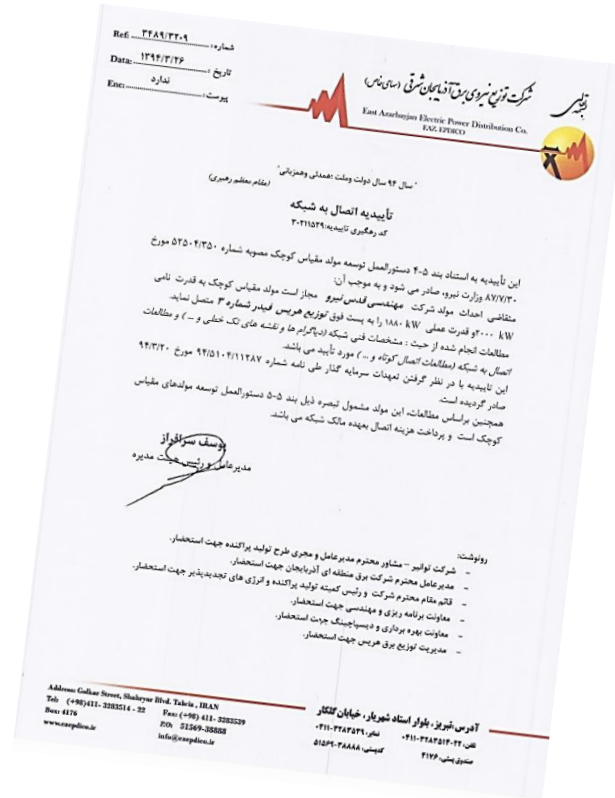 Ref: ۳۴۸۹/۳۲۰۹ شماره:
Data: ۱۳۹۴/۳/۲۶ تاریخ:
Enc: ندارد پیوست:
بسمه تعالی
شرکت توزیع نیروی برق آذربایجان شرقی (سهامی خاص)
East Azarbayjan Electric Power Distribution Co.
EAZ. EPDICO
"سال ۹۴ سال دولت وملت ؛همدلی وهمزبانی"
(مقام معظم رهبری)
تأییدیه اتصال به شبکه
کد رهگیری تاییدیه:۳۰۲۱۱۵۲۹
این تأییدیه به استناد بند ۵-۴ دستورالعمل توسعه مولد مقیاس کوچک مصوبه شماره ۵۲۵۰۴/۳۵۰ مورخ
۸۷/۷/۳۰ وزارت نیرو، صادر می شود و به موجب آن:
متقاضی احداث مولد شرکت مهندسی قدس نیرو مجاز است مولد مقیاس کوچک به قدرت نامی
۲۰۰۰ kW و قدرت عملی ۱۸۸۰ kW را به پست فوق توزیع هریس فیدر شماره ۳ متصل نماید.
مطالعات انجام شده از حیث : مشخصات فنی شبکه (دیاگرام ها و نقشه های تک خطی و ... ) و مطالعات
اتصال به شبکه (مطالعات اتصال کوتاه و ... ) مورد تأیید می باشد.
این تاییدیه با در نظر گرفتن تعهدات سرمایه گذار طی نامه شماره ۹۴/۵۱۰۴/۱۱۲۸۷ مورخ ۹۴/۳/۲۰
صادر گردیده است.
همچنین براساس مطالعات، این مولد مشمول تبصره ذیل بند ۵-۵ دستورالعمل توسعه مولدهای مقیاس
کوچک است و پرداخت هزینه اتصال بعهده مالک شبکه می باشد.
یوسف سرافراز
مدیرعامل و رئیس هیئت مدیره
رونوشت:
- شرکت توانیر – مشاور محترم مدیرعامل و مجری طرح تولید پراکنده جهت استحضار.
- مدیرعامل محترم شرکت برق منطقه ای آذربایجان جهت استحضار.
- قائم مقام محترم شرکت و رئیس کمیته تولید پراکنده و انرژی های تجدیدپذیر جهت استحضار.
- معاونت برنامه ریزی و مهندسی جهت استحضار.
- معاونت بهره برداری و دیسپاچینگ جهت استحضار.
- مدیریت توزیع برق هریس جهت استحضار.
Address: Golkar Street, Shahryar Blvd. Tabriz , IRAN
Tel: (+98)411- 3283514 - 22 Fax: (+98) 411- 3283539
Box: 4176 P.O: 51569-38888
www.ezepdico.ir info@ezepdico.ir
آدرس: تبریز، بلوار استاد شهریار، خیابان گلکار
تلفن: ۲۲-۳۲۸۳۵۱۴-۰۴۱۱ نمابر: ۳۲۸۳۵۳۹-۰۴۱۱
صندوق پستی: ۴۱۷۶ کدپستی: ۳۸۸۸۸-۵۱۵۶۹